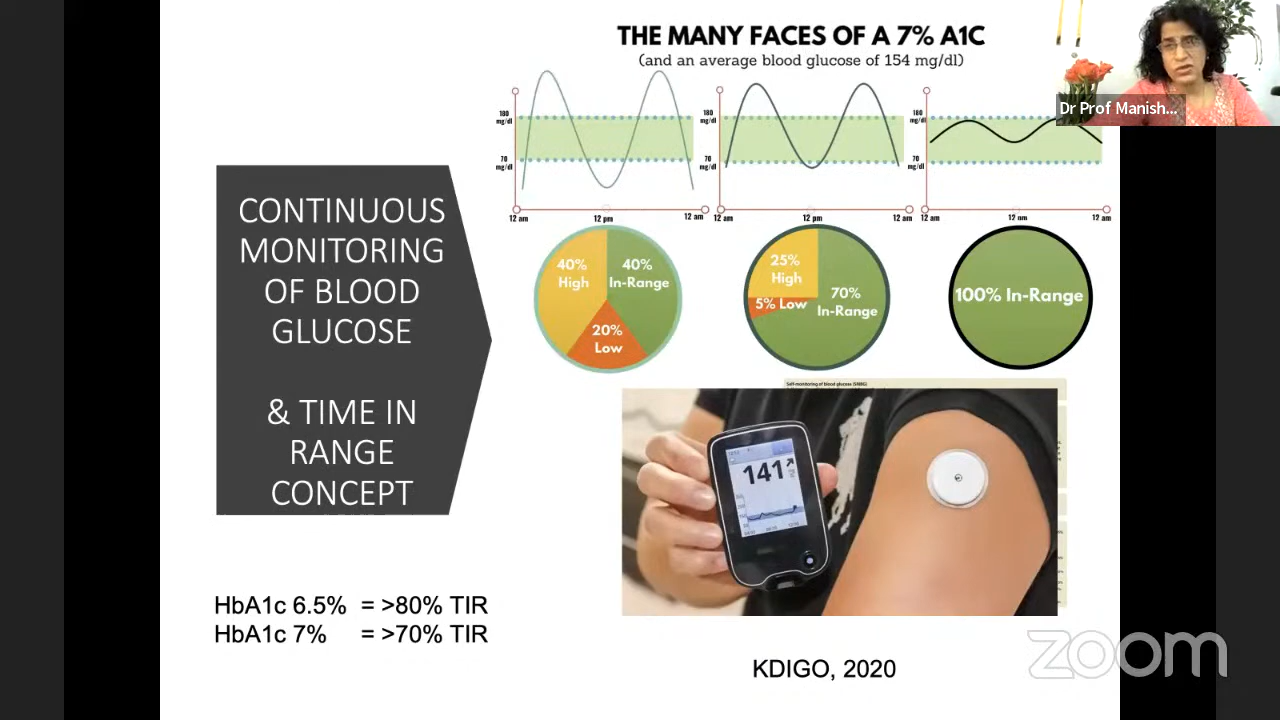 THE MANY FACES OF A 7% A1C
(and an average blood glucose of 154 mg/dl)
Dr Prof Manish...
180
mg/dl
70
mg/dl
12 am
12 pm
12 am
180
mg/dl
70
mg/dl
12 am
12 pm
12 am
180
mg/dl
70
mg/dl
12 am
12 pm
12 am
CONTINUOUS
MONITORING
OF BLOOD
GLUCOSE
& TIME IN
RANGE
CONCEPT
40%
High
40%
In-Range
20%
Low
25%
High
5% Low
70%
In-Range
100% In-Range
Self-monitoring of blood glucose (SMBG)
141
HbA1c 6.5% = >80% TIR
HbA1c 7% = >70% TIR
KDIGO, 2020
zoom